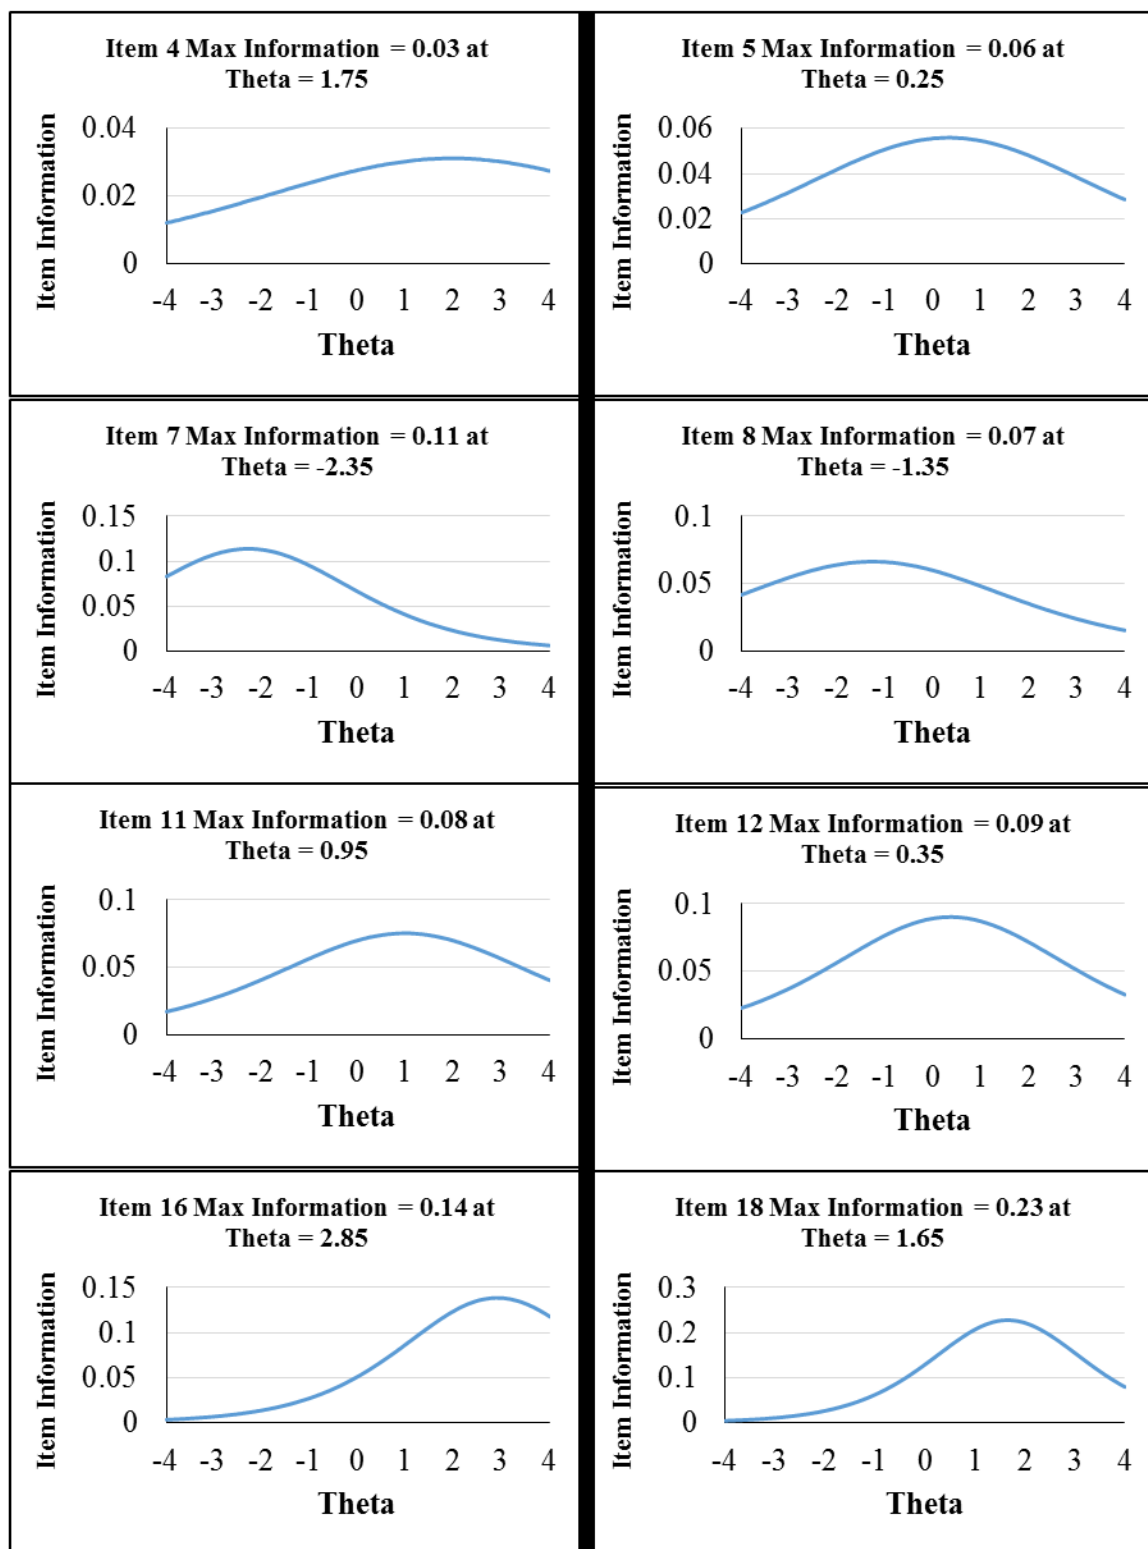 Item 4 Max Information = 0.03 at
Theta = 1.75
Item Information
0.04
0.02
0
-4 -3 -2 -1 0 1 2 3 4
Theta
Item 5 Max Information = 0.06 at
Theta = 0.25
Item Information
0.06
0.04
0.02
0
-4 -3 -2 -1 0 1 2 3 4
Theta
Item 7 Max Information = 0.11 at
Theta = -2.35
Item Information
0.15
0.1
0.05
0
-4 -3 -2 -1 0 1 2 3 4
Theta
Item 8 Max Information = 0.07 at
Theta = -1.35
Item Information
0.1
0.05
0
-4 -3 -2 -1 0 1 2 3 4
Theta
Item 11 Max Information = 0.08 at
Theta = 0.95
Item Information
0.1
0.05
0
-4 -3 -2 -1 0 1 2 3 4
Theta
Item 12 Max Information = 0.09 at
Theta = 0.35
Item Information
0.1
0.05
0
-4 -3 -2 -1 0 1 2 3 4
Theta
Item 16 Max Information = 0.14 at
Theta = 2.85
Item Information
0.15
0.1
0.05
0
-4 -3 -2 -1 0 1 2 3 4
Theta
Item 18 Max Information = 0.23 at
Theta = 1.65
Item Information
0.3
0.2
0.1
0
-4 -3 -2 -1 0 1 2 3 4
Theta